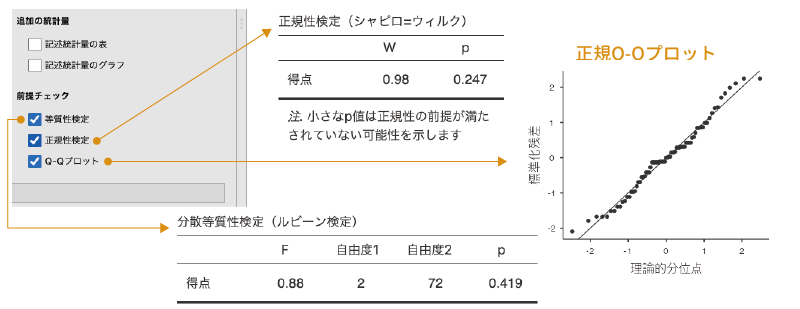 追加の統計量
記述統計量の表
記述統計量のグラフ
前提チェック
等質性検定
正規性検定
Q-Qプロット
正規性検定（シャピロ=ウィルク）
W p
得点 0.98 0.247
注. 小さなp値は正規性の前提が満た
されていない可能性を示します
正規Q-Qプロット
標準化残差
2
1
0
-1
-2
-2 -1 0 1 2
理論的分位点
分散等質性検定（ルビーン検定）
F 自由度1 自由度2 p
得点 0.88 2 72 0.419